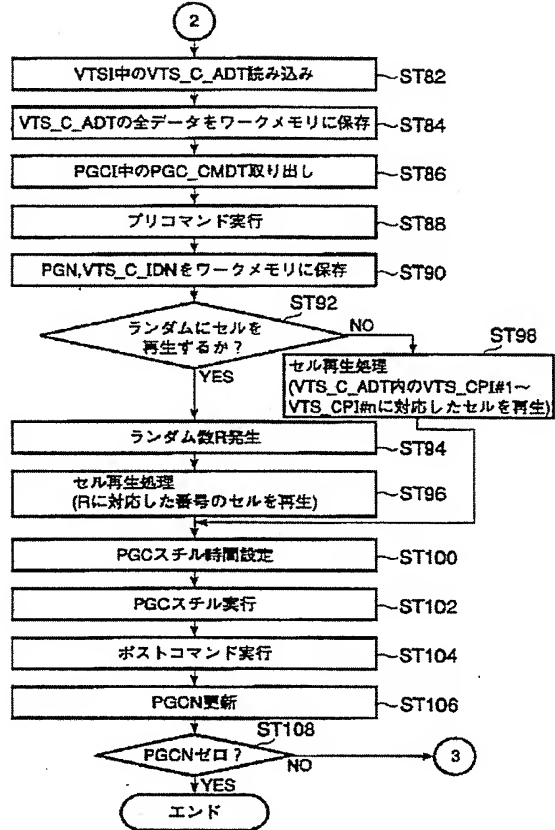 2
VTSI中のVTS_C_ADT読み込み
ST82
VTS_C_ADTの全データをワークメモリに保存
ST84
PGCI中のPGC_CMDT取り出し
ST86
プリコマンド実行
ST88
PGN,VTS_C_IDNをワークメモリに保存
ST90
ST92
ランダムにセルを
再生するか?
NO
YES
ST98
セル再生処理
(VTS_C_ADT内のVTS_CPI#1~
VTS_CPI#nに対応したセルを再生)
ランダム数R発生
ST94
セル再生処理
(Rに対応した番号のセルを再生)
ST96
PGCスチル時間設定
ST100
PGCスチル実行
ST102
ポストコマンド実行
ST104
PGCN更新
ST106
ST108
PGCNゼロ?
NO
3
YES
エンド